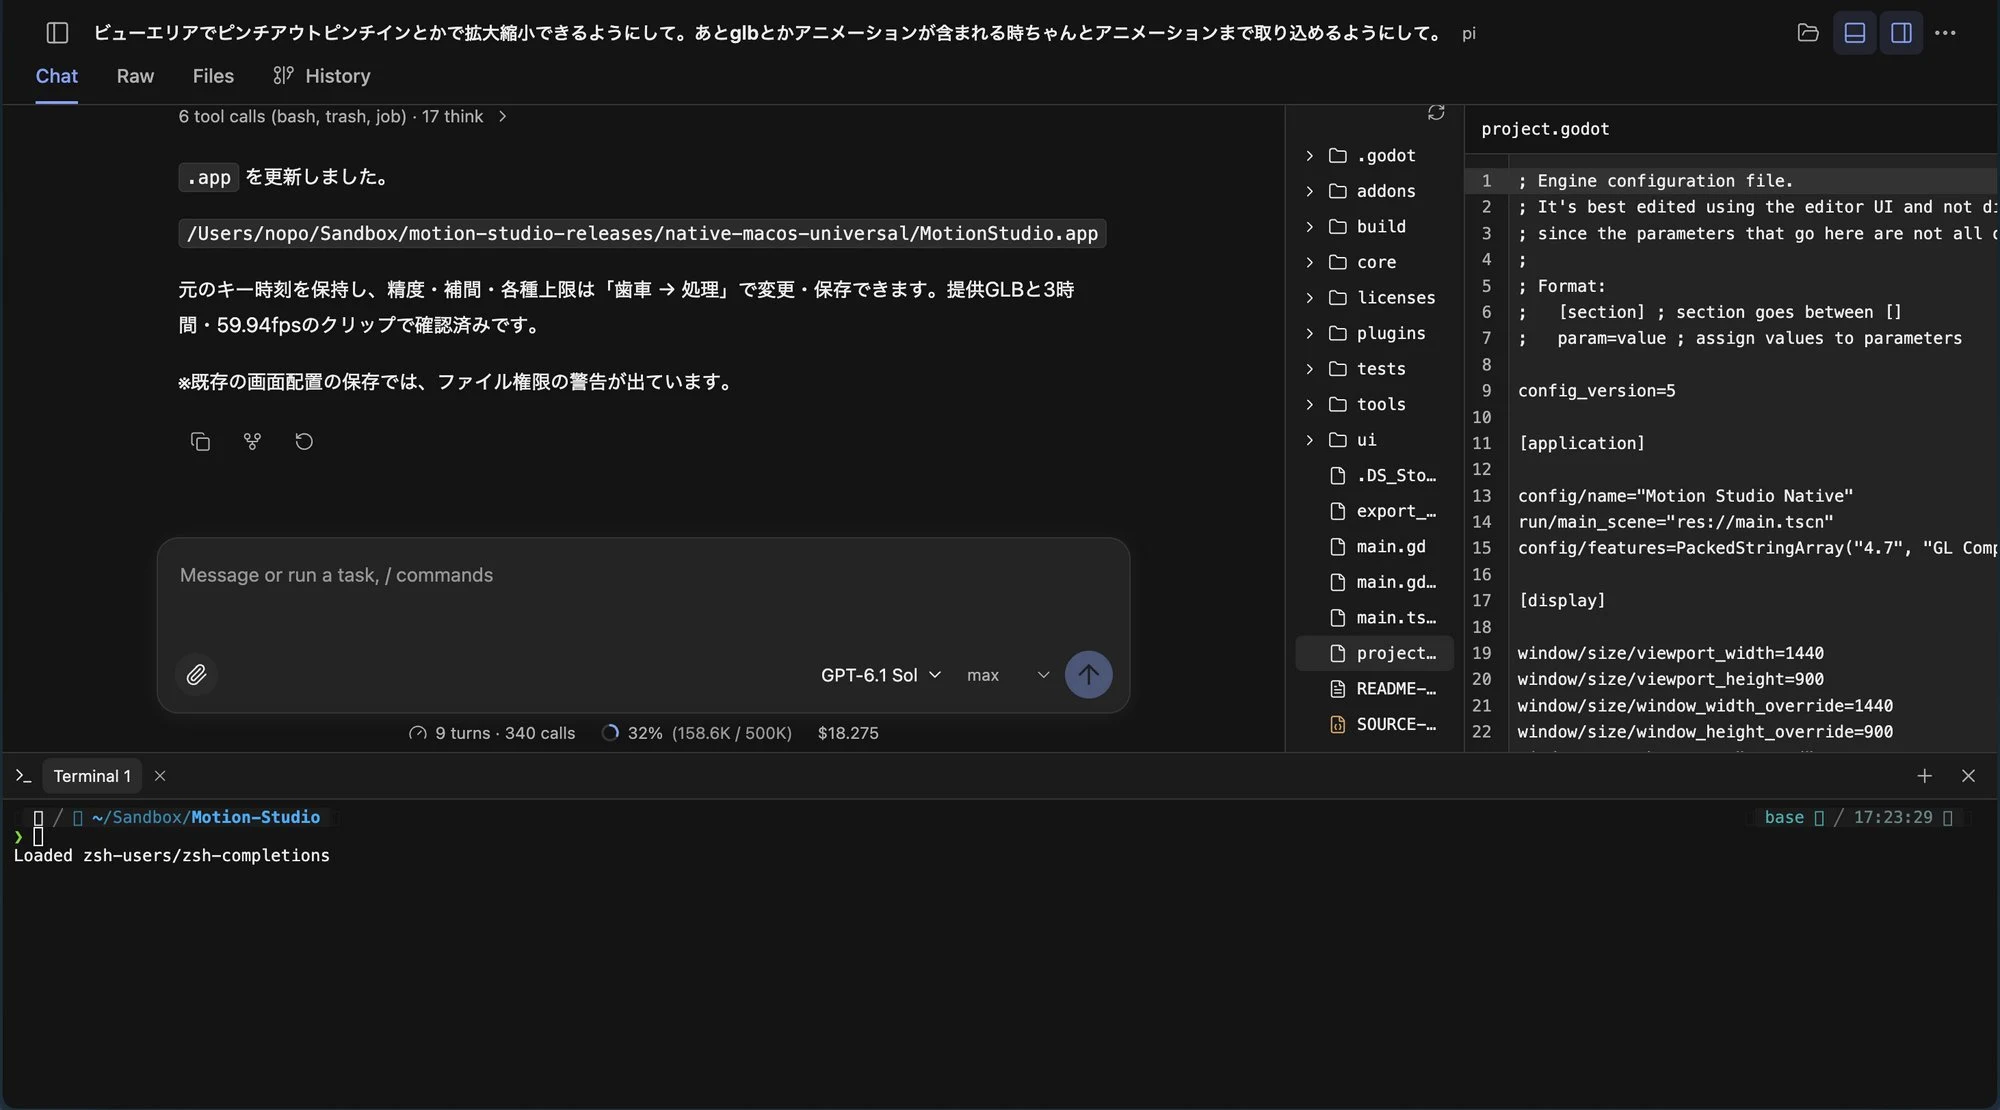 ビューエリアでピンチアウトピンチインとかで拡大縮小できるようにして。あとglbとかアニメーションが含まれる時ちゃんとアニメーションまで取り込めるようにして。 pi
Chat Raw Files History
6 tool calls (bash, trash, job) · 17 think
.app を更新しました。
/Users/nopo/Sandbox/motion-studio-releases/native-macos-universal/MotionStudio.app
元のキー時刻を保持し、精度・補間・各種上限は「歯車 → 処理」で変更・保存できます。提供GLBと3時
間・59.94fpsのクリップで確認済みです。
※既存の画面配置の保存では、ファイル権限の警告が出ています。
Message or run a task, / commands
GPT-6.1 Sol max
9 turns · 340 calls 32% (158.6K / 500K) $18.275
.godot
addons
build
core
licenses
plugins
tests
tools
ui
.DS_Sto…
export_…
main.gd
main.gd…
main.ts…
project…
README-…
SOURCE-…
project.godot
1 ; Engine configuration file.
2 ; It's best edited using the editor UI and not di
3 ; since the parameters that go here are not all
4 ;
5 ; Format:
6 ; [section] ; section goes between []
7 ; param=value ; assign values to parameters
8
9 config_version=5
10
11 [application]
12
13 config/name="Motion Studio Native"
14 run/main_scene="res://main.tscn"
15 config/features=PackedStringArray("4.7", "GL Comp
16
17 [display]
18
19 window/size/viewport_width=1440
20 window/size/viewport_height=900
21 window/size/window_width_override=1440
22 window/size/window_height_override=900
Terminal 1
/ ~/Sandbox/Motion-Studio base / 17:23:29
❯
Loaded zsh-users/zsh-completions